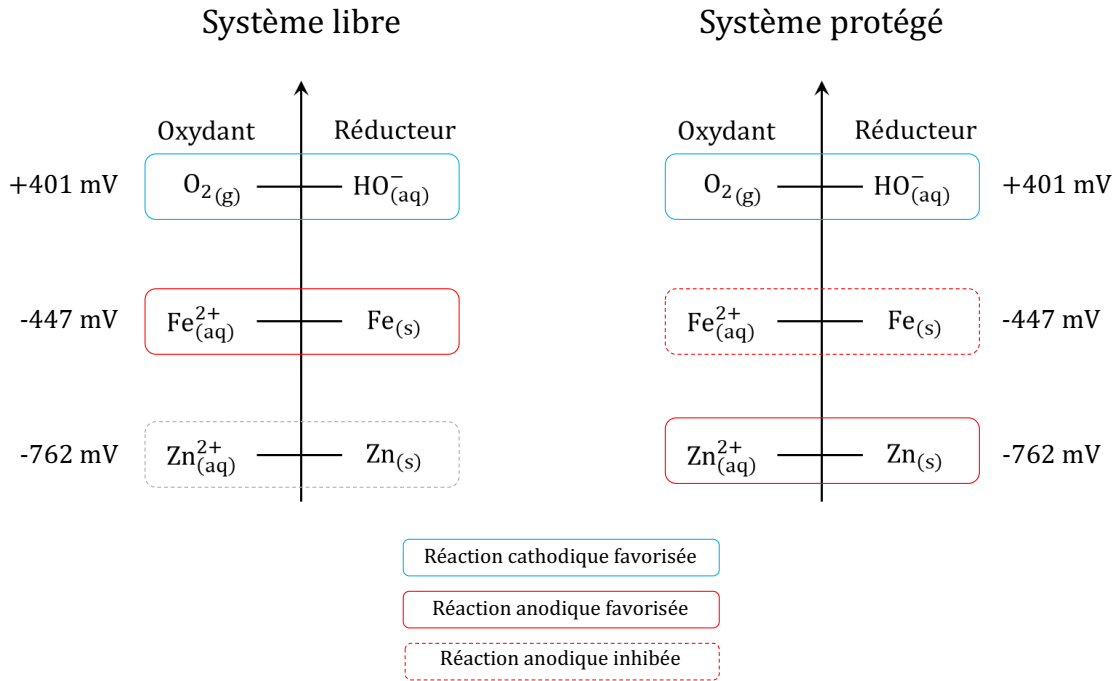 Système libre
Système protégé
Oxydant Réducteur
Oxydant Réducteur
+401 mV O₂(g) HO⁻(aq)
O₂(g) HO⁻(aq) +401 mV
-447 mV Fe²⁺(aq) Fe(s)
Fe²⁺(aq) Fe(s) -447 mV
-762 mV Zn²⁺(aq) Zn(s)
Zn²⁺(aq) Zn(s) -762 mV
Réaction cathodique favorisée
Réaction anodique favorisée
Réaction anodique inhibée